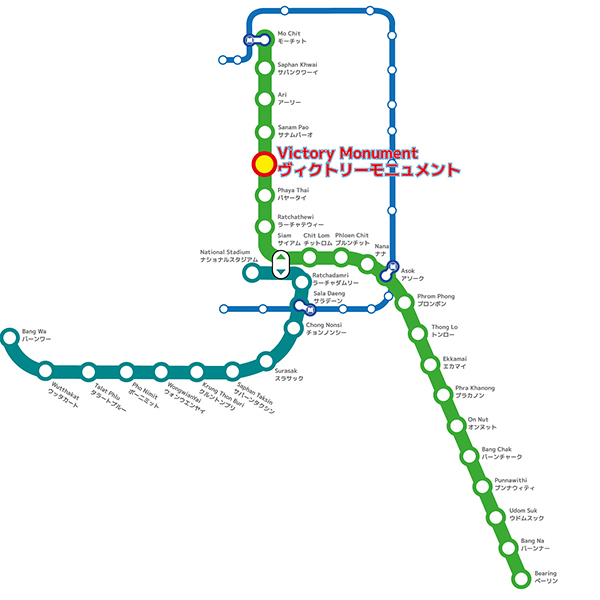 Mo Chit
モーチット
Saphan Khwai
サパンクワーイ
Ari
アーリー
Sanam Pao
サナムパーオ
Victory Monument
ヴィクトリーモニュメント
Phaya Thai
パヤータイ
Ratchathewi
ラーチャテウィー
Siam
サイアム
Chit Lom
チットロム
Phloen Chit
プルンチット
Nana
ナナ
Asok
アソーク
National Stadium
ナショナルスタジアム
Ratchadamri
ラーチャダムリー
Sala Daeng
サラデーン
Chong Nonsi
チョンノンシー
Surasak
スラサック
Saphan Taksin
サパーンタクシン
Krung Thon Buri
クルントンブリ
Wongwianyai
ウォンウェンヤイ
Pho Nimit
ポーニミット
Talat Phlu
タラートプルー
Wutthakat
ウッタカート
Bang Wa
バーンワー
Phrom Phong
プロンポン
Thong Lo
トンロー
Ekkamai
エカマイ
Phra Khanong
プラカノン
On Nut
オンヌット
Bang Chak
バーンチャーク
Punnawithi
プンナウィティ
Udom Suk
ウドムスック
Bang Na
バーンナー
Bearing
ベーリン